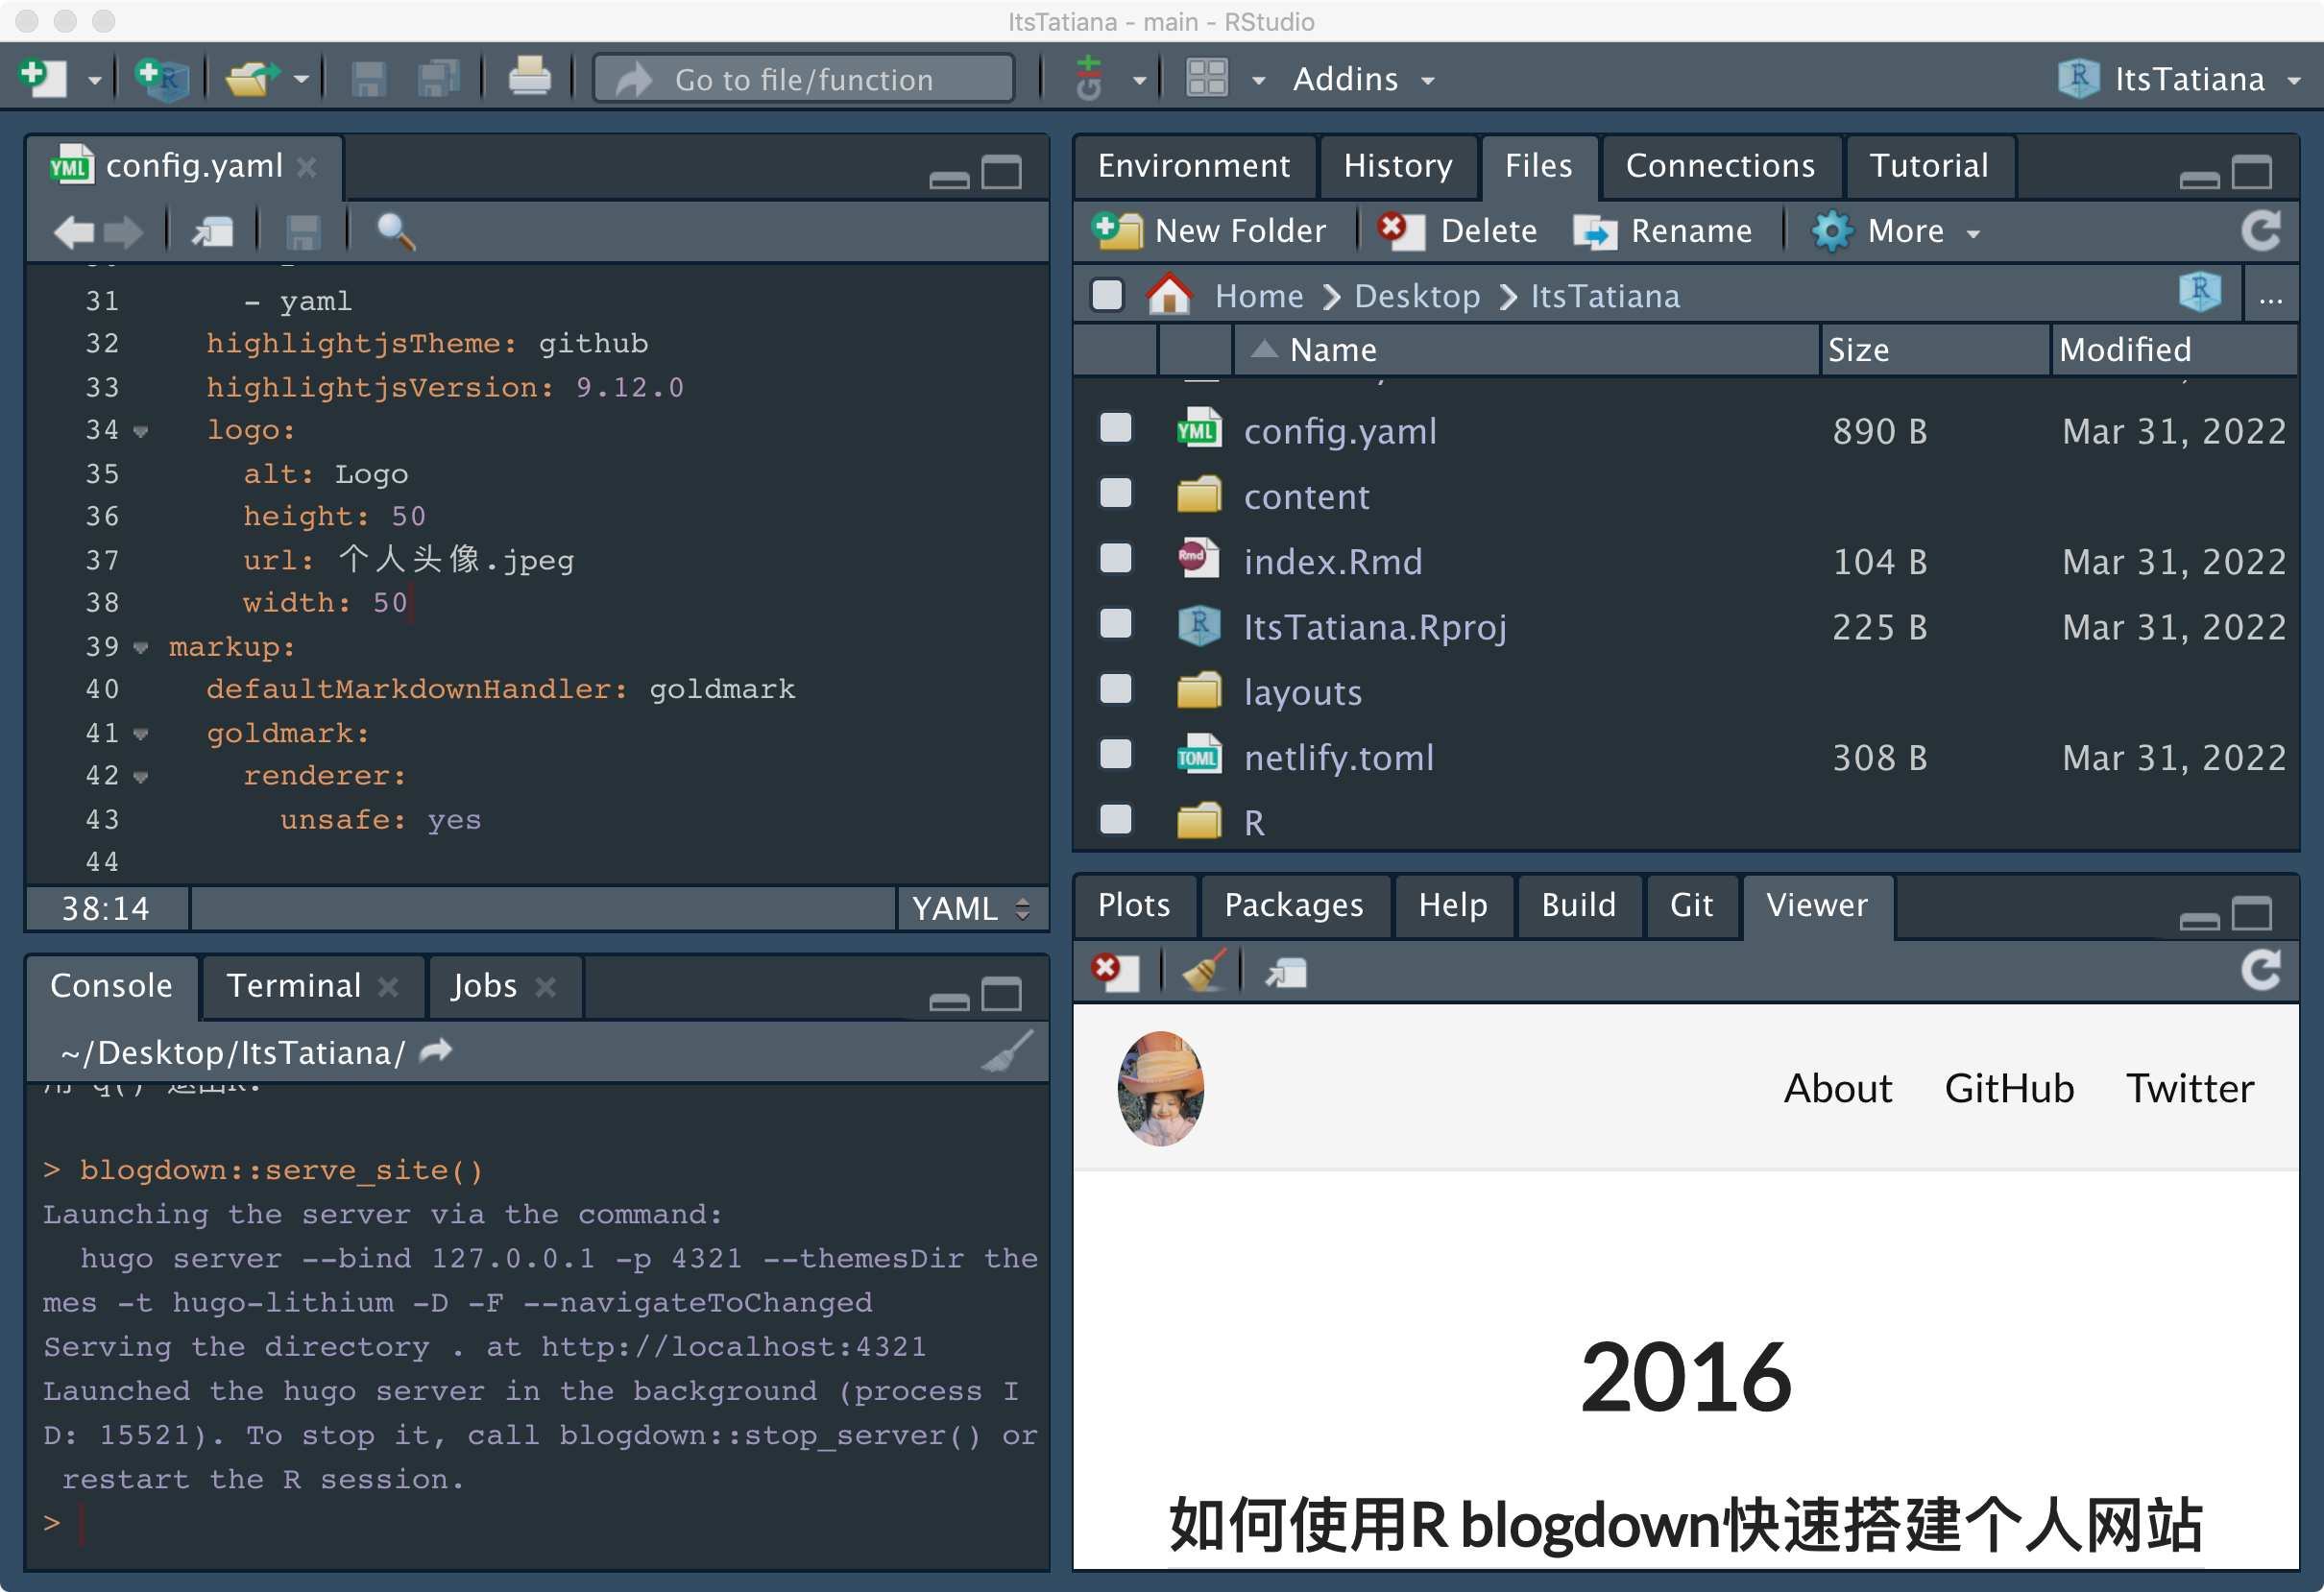 ItsTatiana - main - RStudio
Go to file/function
Addins
ItsTatiana
config.yaml
31 - yaml
32 highlightjsTheme: github
33 highlightjsVersion: 9.12.0
34 logo:
35 alt: Logo
36 height: 50
37 url: 个人头像.jpeg
38 width: 50
39 markup:
40 defaultMarkdownHandler: goldmark
41 goldmark:
42 renderer:
43 unsafe: yes
44
38:14 YAML
Console Terminal Jobs
~/Desktop/ItsTatiana/
> blogdown::serve_site()
Launching the server via the command:
hugo server --bind 127.0.0.1 -p 4321 --themesDir the
mes -t hugo-lithium -D -F --navigateToChanged
Serving the directory . at http://localhost:4321
Launched the hugo server in the background (process I
D: 15521). To stop it, call blogdown::stop_server() or
restart the R session.
>
Environment History Files Connections Tutorial
New Folder Delete Rename More
Home Desktop ItsTatiana ...
Name Size Modified
config.yaml 890 B Mar 31, 2022
content
index.Rmd 104 B Mar 31, 2022
ItsTatiana.Rproj 225 B Mar 31, 2022
layouts
netlify.toml 308 B Mar 31, 2022
R
Plots Packages Help Build Git Viewer
About GitHub Twitter
2016
如何使用R blogdown快速搭建个人网站